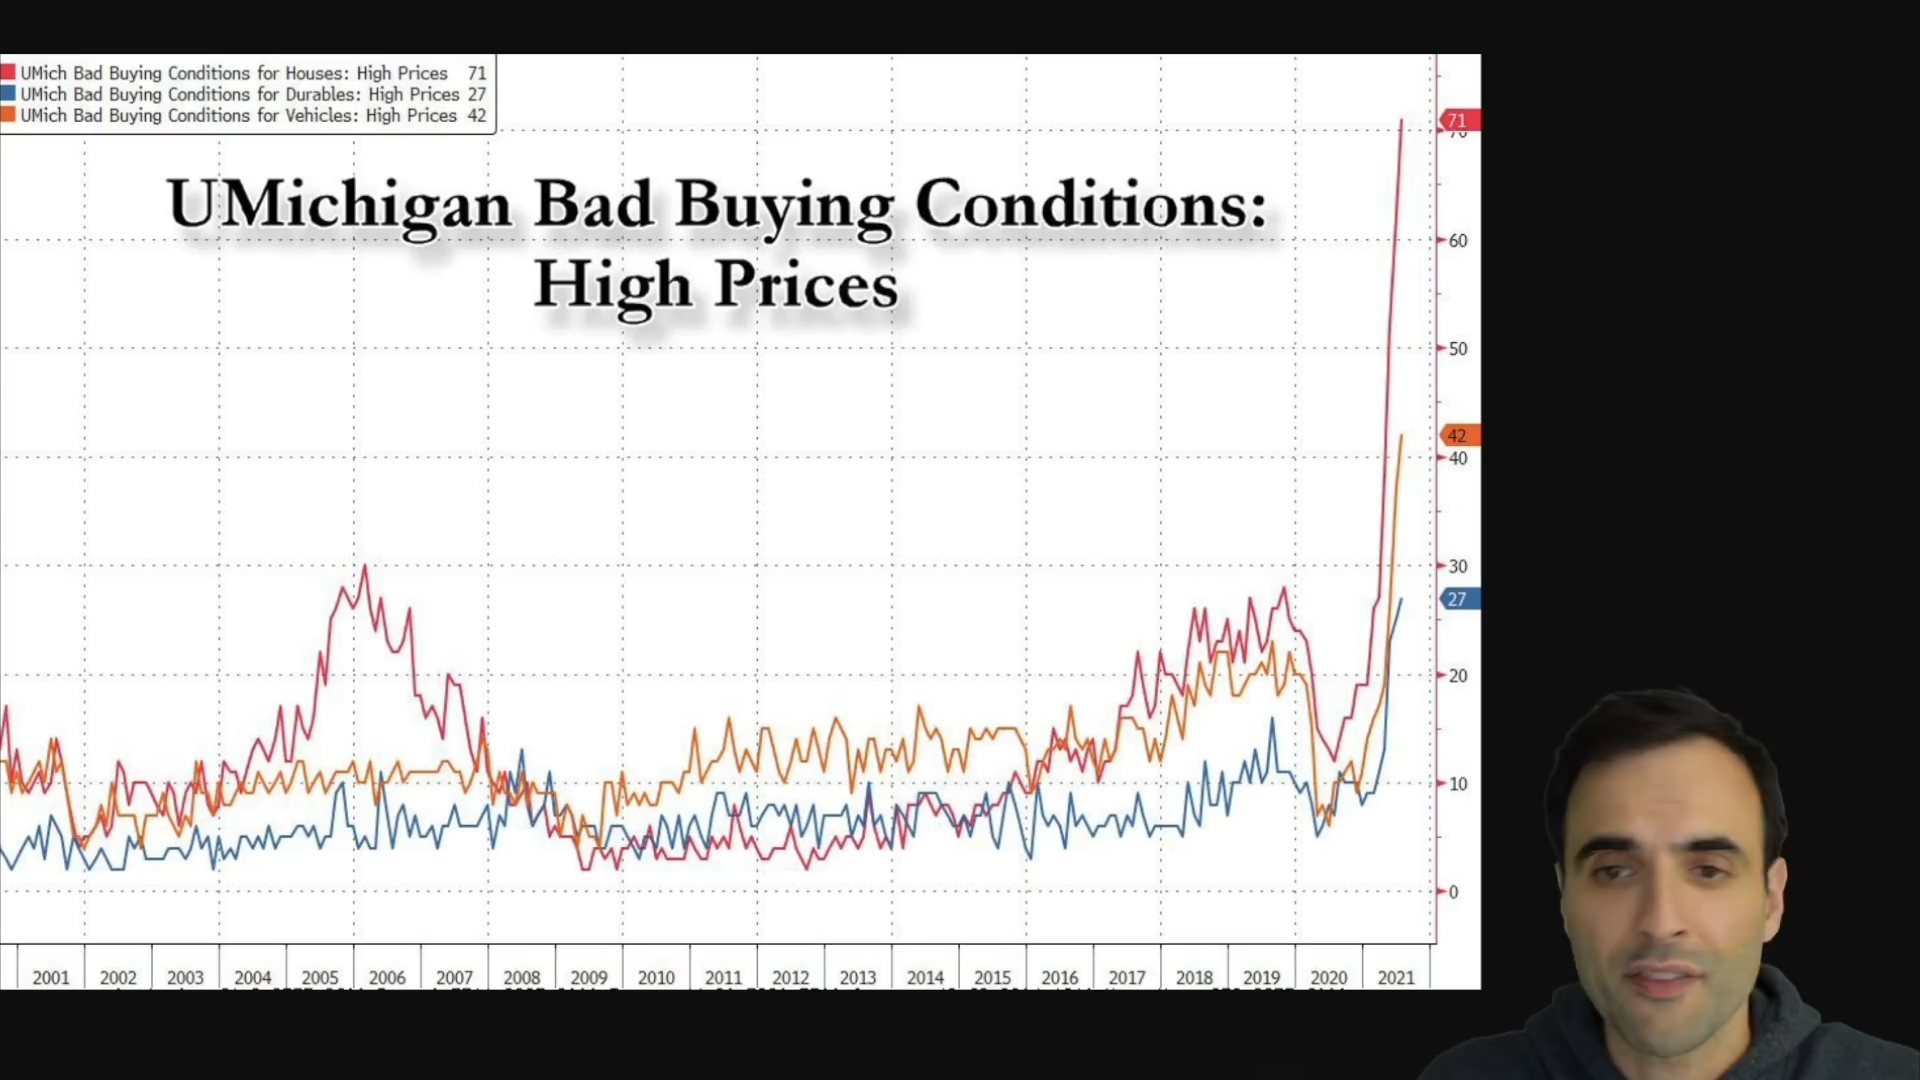 UMich Bad Buying Conditions for Houses: High Prices 71
UMich Bad Buying Conditions for Durables: High Prices 27
UMich Bad Buying Conditions for Vehicles: High Prices 42
UMichigan Bad Buying Conditions:
High Prices
71
70
60
50
42
40
30
27
20
10
0
2001 2002 2003 2004 2005 2006 2007 2008 2009 2010 2011 2012 2013 2014 2015 2016 2017 2018 2019 2020 2021